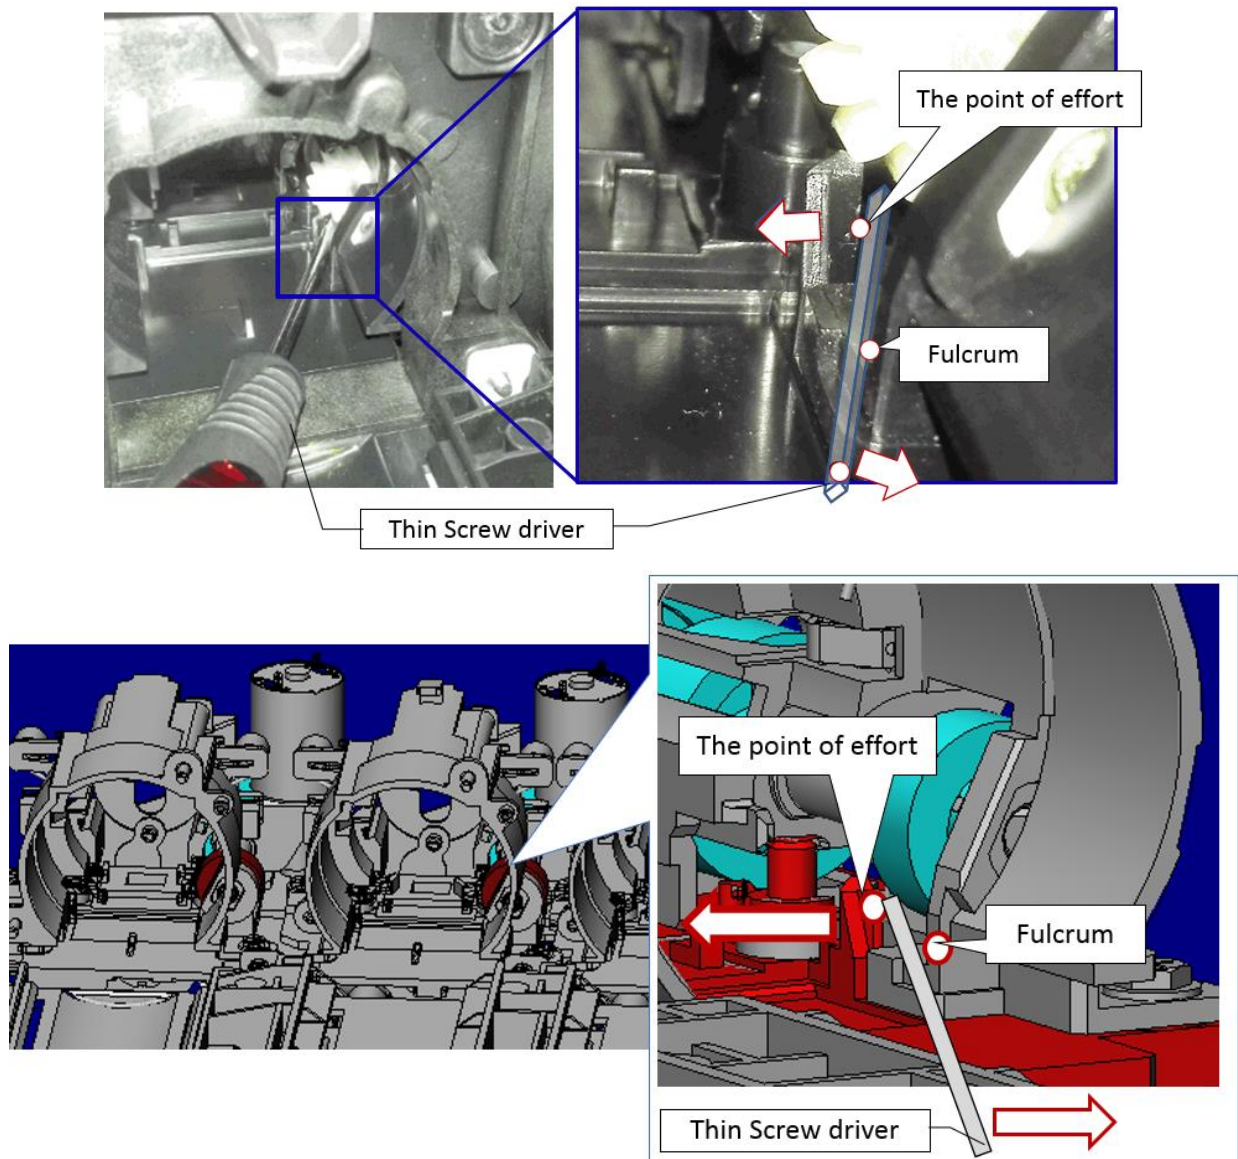 The point of effort
Fulcrum
Thin Screw driver
The point of effort
Fulcrum
Thin Screw driver